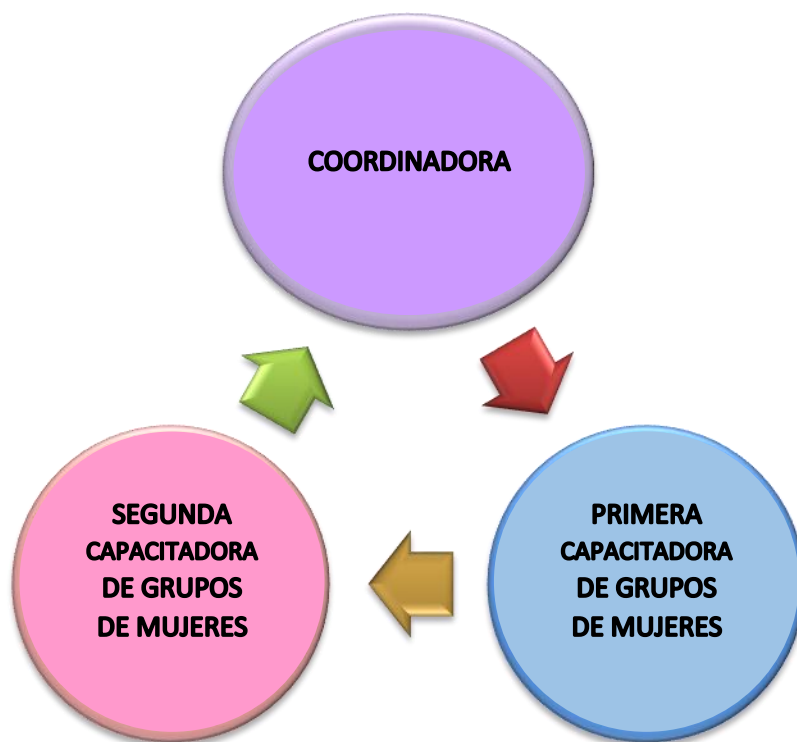 COORDINADORA
SEGUNDA
CAPACITADORA
DE GRUPOS
DE MUJERES
PRIMERA
CAPACITADORA
DE GRUPOS
DE MUJERES